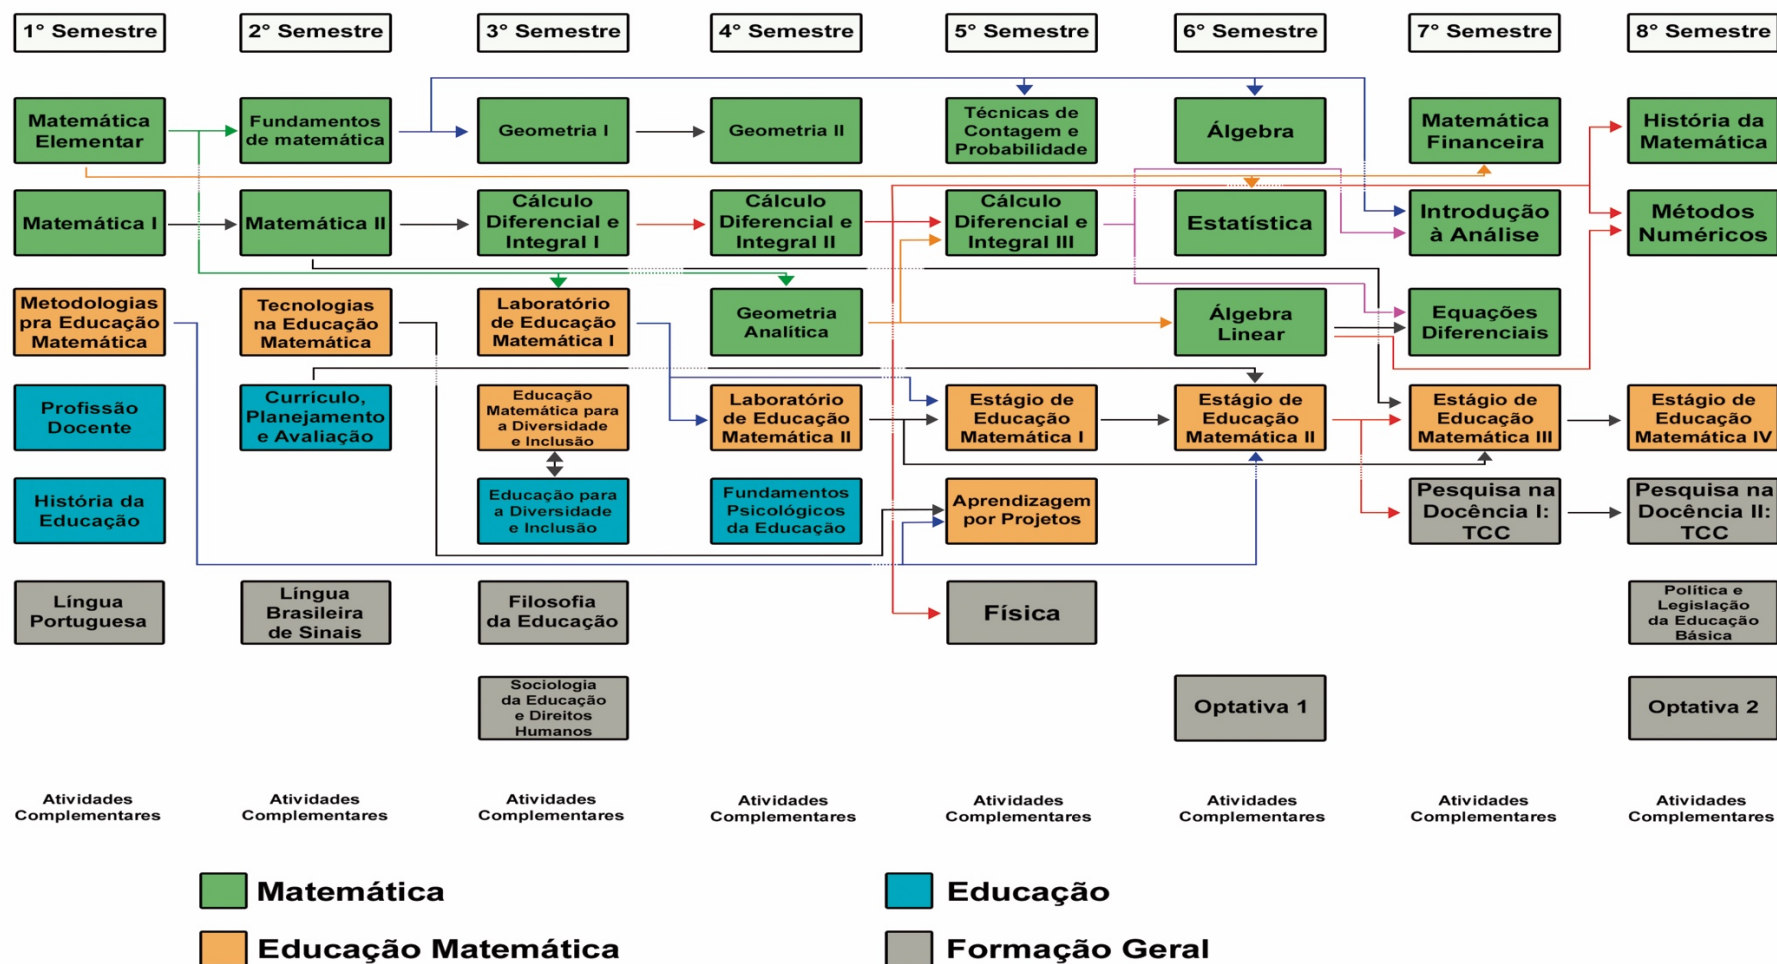 1° Semestre
2° Semestre
3° Semestre
4° Semestre
5° Semestre
6° Semestre
7° Semestre
8° Semestre
Matemática
Elementar
Fundamentos
de matemática
Geometria I
Geometria II
Técnicas de
Contagem e
Probabilidade
Álgebra
Matemática
Financeira
História da
Matemática
Matemática I
Matemática II
Cálculo
Diferencial e
Integral I
Cálculo
Diferencial e
Integral II
Cálculo
Diferencial e
Integral III
Estatística
Introdução
à Análise
Métodos
Numéricos
Metodologias
pra Educação
Matemática
Tecnologias
na Educação
Matemática
Laboratório
de Educação
Matemática I
Geometria
Analítica
Álgebra
Linear
Equações
Diferenciais
Profissão
Docente
Currículo,
Planejamento
e Avaliação
Educação
Matemática para
a Diversidade
e Inclusão
Laboratório
de Educação
Matemática II
Estágio de
Educação
Matemática I
Estágio de
Educação
Matemática II
Estágio de
Educação
Matemática III
Estágio de
Educação
Matemática IV
História da
Educação
Educação para
a Diversidade
e Inclusão
Fundamentos
Psicológicos
da Educação
Aprendizagem
por Projetos
Pesquisa na
Docência I:
TCC
Pesquisa na
Docência II:
TCC
Língua
Portuguesa
Língua
Brasileira
de Sinais
Filosofia
da Educação
Física
Política e
Legislação
da Educação
Básica
Sociologia
da Educação
e Direitos
Humanos
Optativa 1
Optativa 2
Atividades
Complementares
Atividades
Complementares
Atividades
Complementares
Atividades
Complementares
Atividades
Complementares
Atividades
Complementares
Atividades
Complementares
Atividades
Complementares
Matemática
Educação
Educação Matemática
Formação Geral